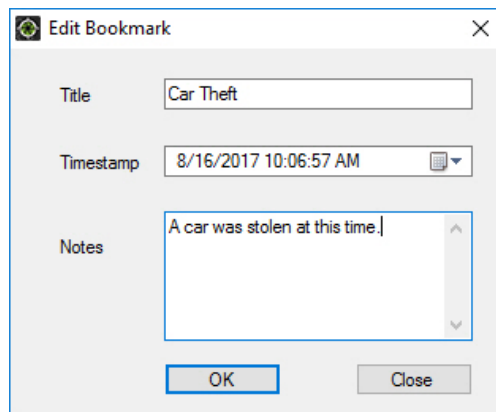 Edit Bookmark
Title
Car Theft
Timestamp
8/16/2017 10:06:57 AM
Notes
A car was stolen at this time.
OK
Close